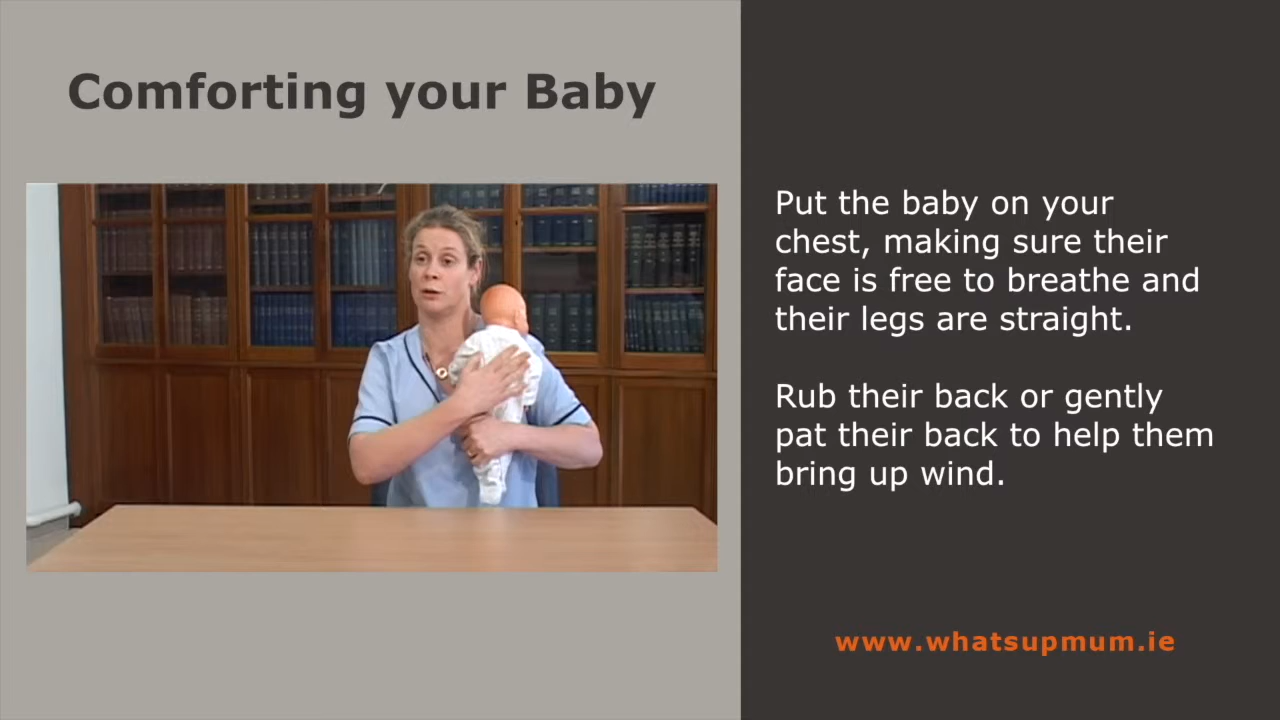 Comforting your Baby
Put the baby on your
chest, making sure their
face is free to breathe and
their legs are straight.
Rub their back or gently
pat their back to help them
bring up wind.
www.whatsupmum.ie